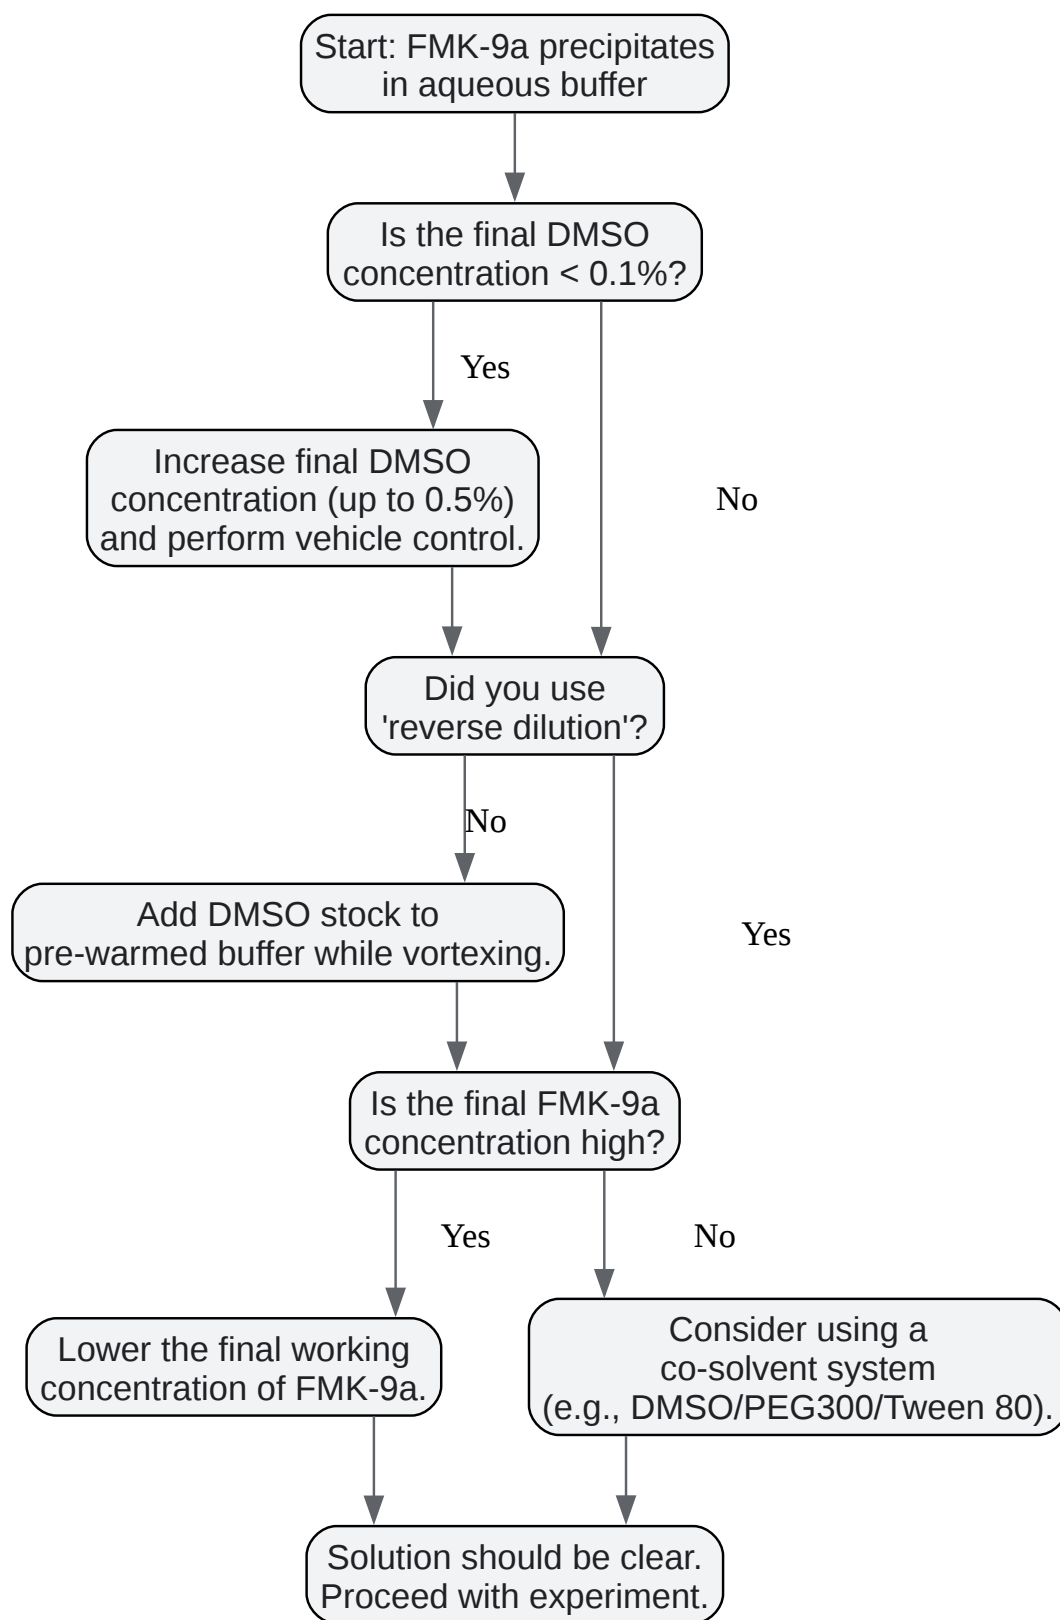 Start: FMK-9a precipitates
in aqueous buffer
Is the final DMSO
concentration < 0.1%?
Yes
Increase final DMSO
concentration (up to 0.5%)
and perform vehicle control.
No
Did you use
'reverse dilution'?
No
Add DMSO stock to
pre-warmed buffer while vortexing.
Yes
Is the final FMK-9a
concentration high?
Yes
No
Lower the final working
concentration of FMK-9a.
Consider using a
co-solvent system
(e.g., DMSO/PEG300/Tween 80).
Solution should be clear.
Proceed with experiment.